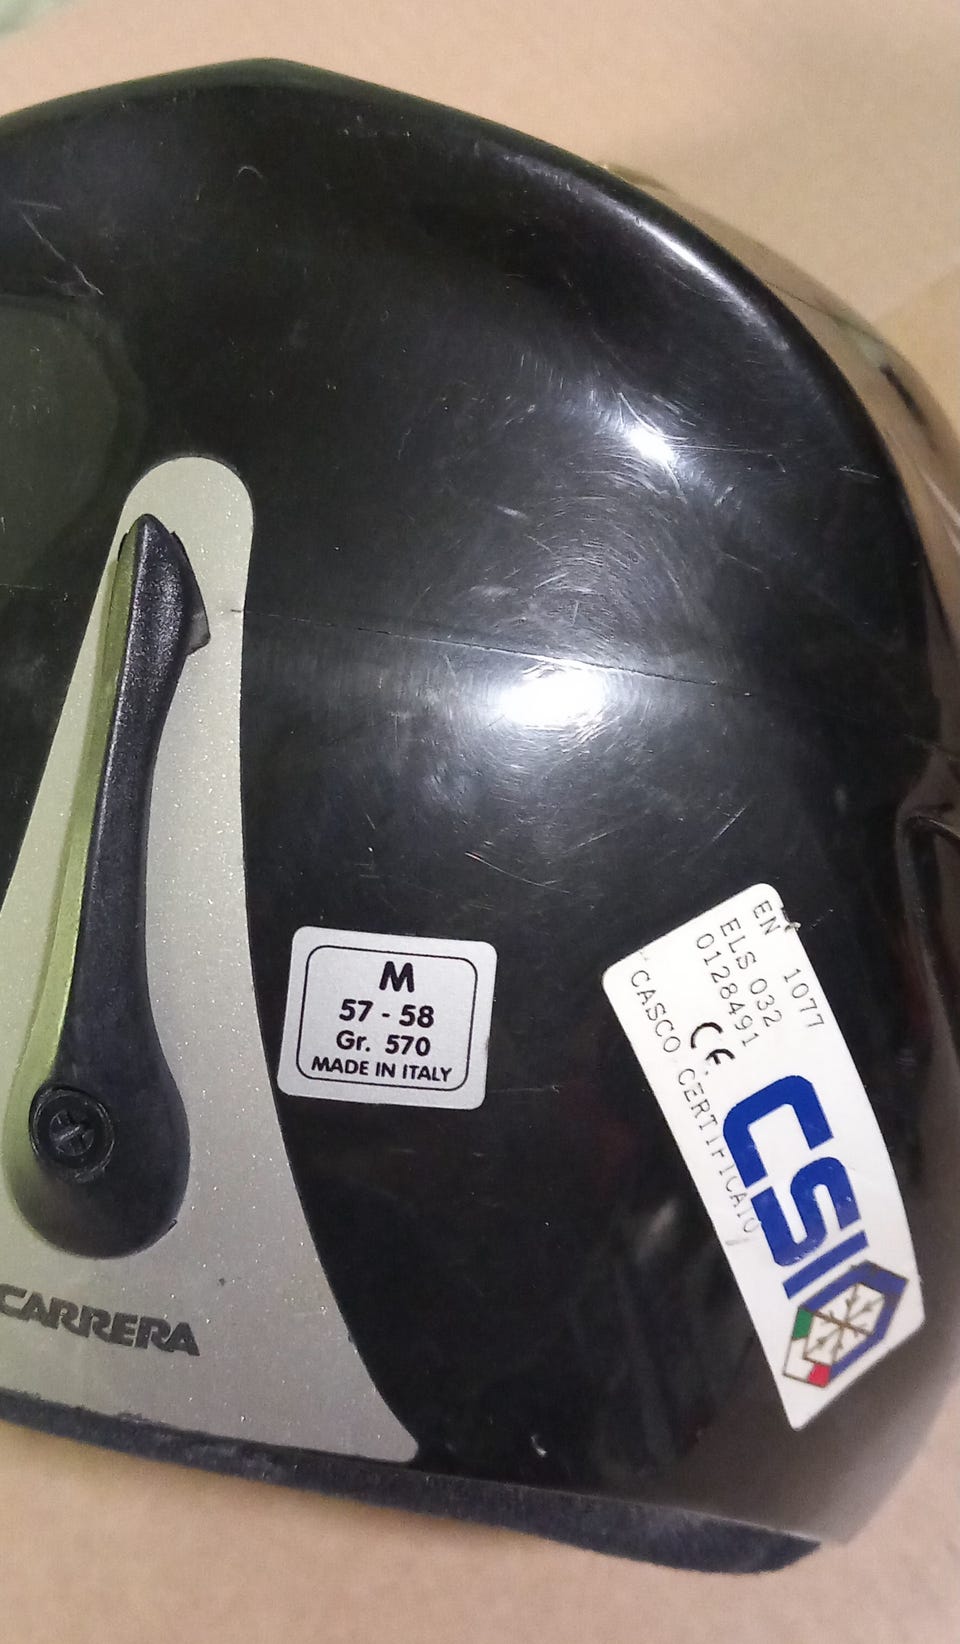 CARRERA
M
57 - 58
Gr. 570
MADE IN ITALY
EN 1077
ELS 032
0128491
CE
CASCO CERTIFICATO
CSI